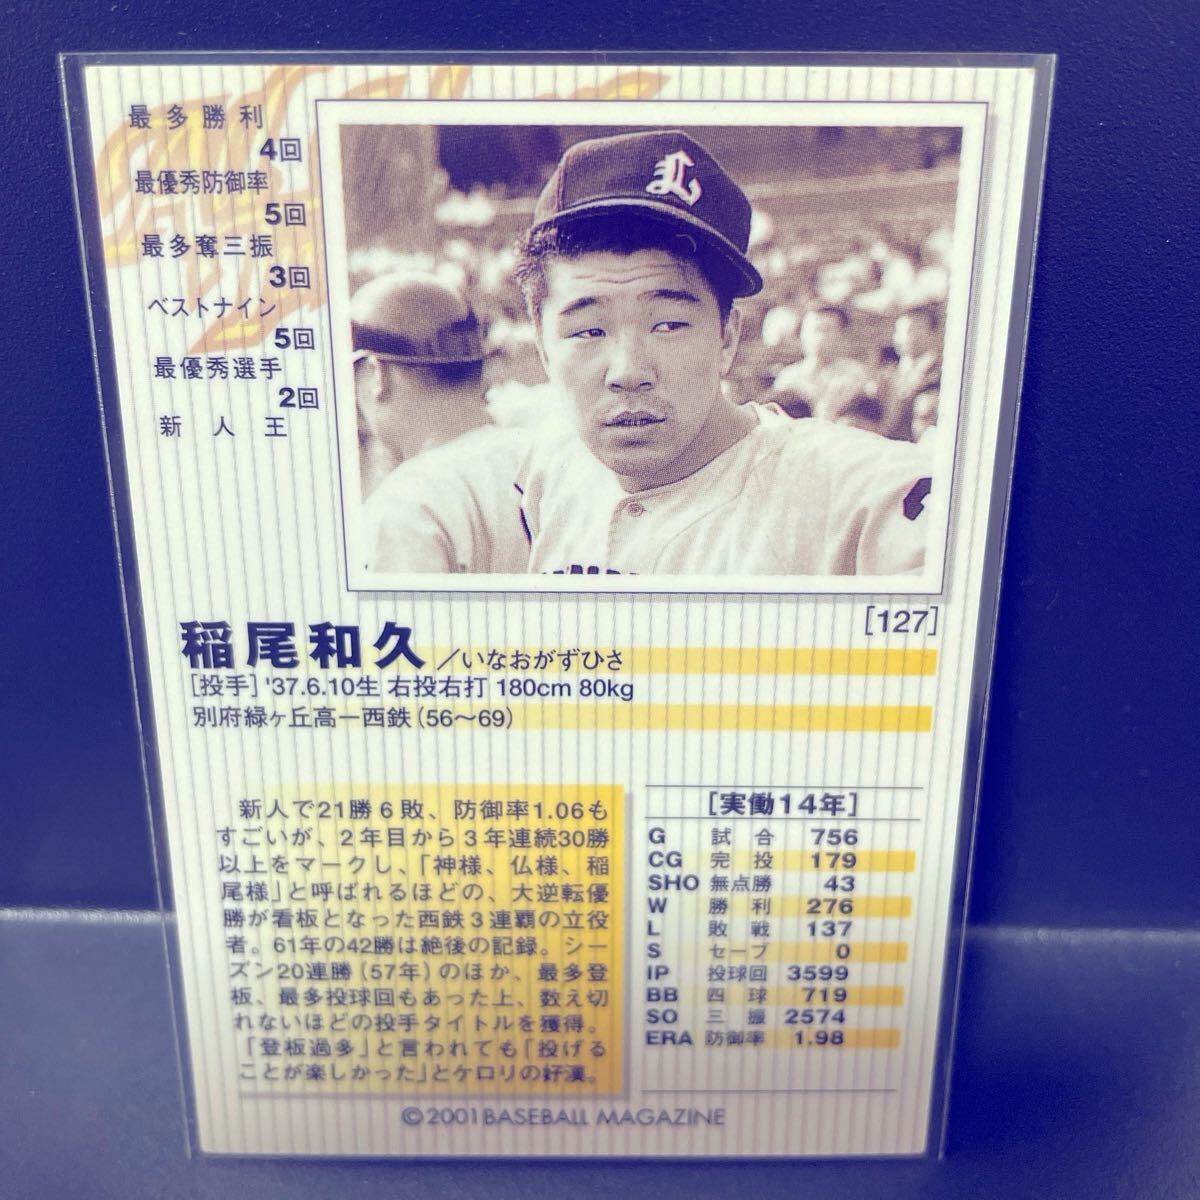 最多勝利
4回
最優秀防御率
5回
最多奪三振
3回
ベストナイン
5回
最優秀選手
2回
新人王
L
[127]
稲尾和久/いなおがずひさ
[投手] '37.6.10生 右投右打 180cm 80kg
別府緑ヶ丘高ー西鉄(56〜69)
新人で21勝6敗、防御率1.06も
すごいが、2年目から3年連続30勝
以上をマークし、「神様、仏様、稲
尾様」と呼ばれるほどの、大逆転優
勝が看板となった西鉄3連覇の立役
者。61年の42勝は絶後の記録。シー
ズン20連勝(57年)のほか、最多登
板、最多投球回もあった上、数え切
れないほどの投手タイトルを獲得。
「登板過多」と言われても「投げる
ことが楽しかった」とケロリの好漢。
[実働14年]
G 試合 756
CG 完投 179
SHO 無点勝 43
W 勝利 276
L 敗戦 137
S セーブ 0
IP 投球回 3599
BB 四球 719
SO 三振 2574
ERA 防御率 1.98
©2001 BASEBALL MAGAZINE